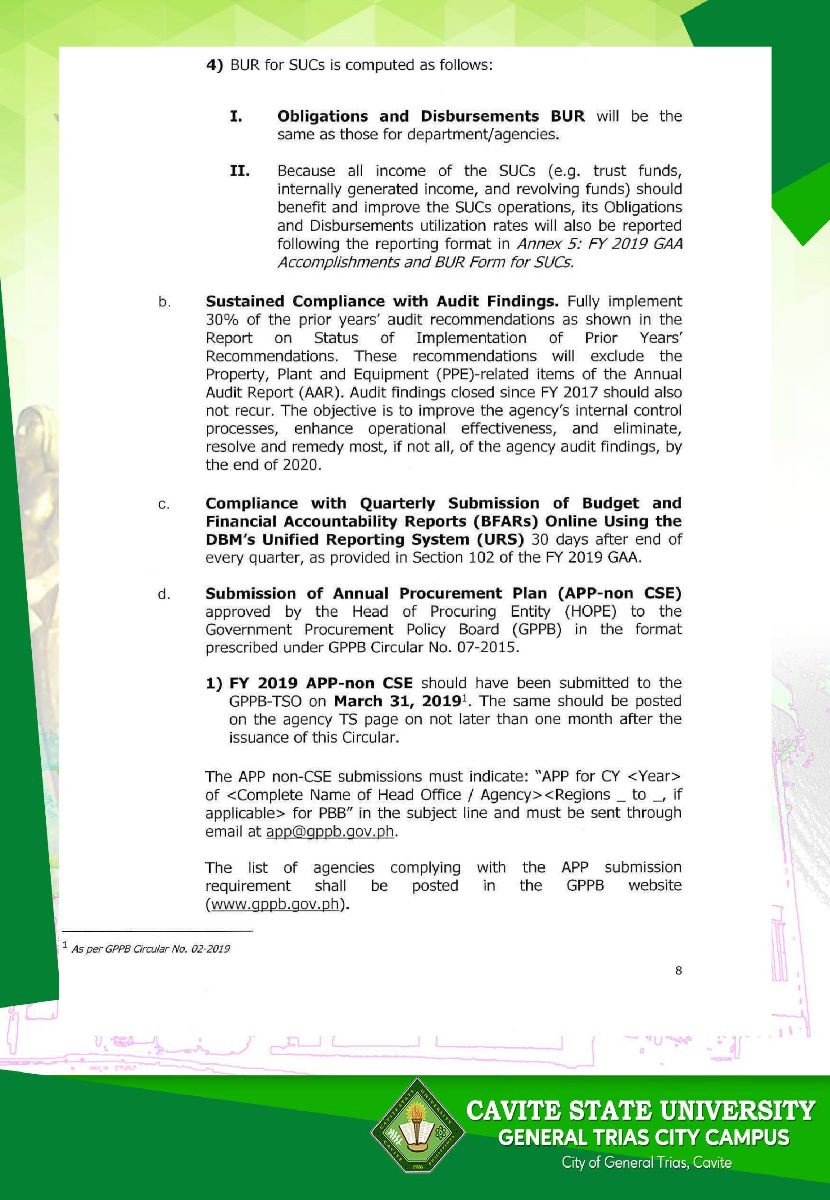 4) BUR for SUCs is computed as follows:
I. Obligations and Disbursements BUR will be the
same as those for department/agencies.
II. Because all income of the SUCs (e.g. trust funds,
internally generated income, and revolving funds) should
benefit and improve the SUCs operations, its Obligations
and Disbursements utilization rates will also be reported
following the reporting format in Annex 5: FY 2019 GAA
Accomplishments and BUR Form for SUCs.
b. Sustained Compliance with Audit Findings. Fully implement
30% of the prior years' audit recommendations as shown in the
Report on Status of Implementation of Prior Years'
Recommendations. These recommendations will exclude the
Property, Plant and Equipment (PPE)-related items of the Annual
Audit Report (AAR). Audit findings closed since FY 2017 should also
not recur. The objective is to improve the agency's internal control
processes, enhance operational effectiveness, and eliminate,
resolve and remedy most, if not all, of the agency audit findings, by
the end of 2020.
c. Compliance with Quarterly Submission of Budget and
Financial Accountability Reports (BFARs) Online Using the
DBM's Unified Reporting System (URS) 30 days after end of
every quarter, as provided in Section 102 of the FY 2019 GAA.
d. Submission of Annual Procurement Plan (APP-non CSE)
approved by the Head of Procuring Entity (HOPE) to the
Government Procurement Policy Board (GPPB) in the format
prescribed under GPPB Circular No. 07-2015.
1) FY 2019 APP-non CSE should have been submitted to the
GPPB-TSO on March 31, 2019¹. The same should be posted
on the agency TS page on not later than one month after the
issuance of this Circular.
The APP non-CSE submissions must indicate: "APP for CY <Year>
of <Complete Name of Head Office / Agency><Regions _ to _, if
applicable> for PBB" in the subject line and must be sent through
email at app@gppb.gov.ph.
The list of agencies complying with the APP submission
requirement shall be posted in the GPPB website
(www.gppb.gov.ph).
1 As per GPPB Circular No. 02-2019
8
CAVITE STATE UNIVERSITY
GENERAL TRIAS CITY CAMPUS
City of General Trias, Cavite
1906